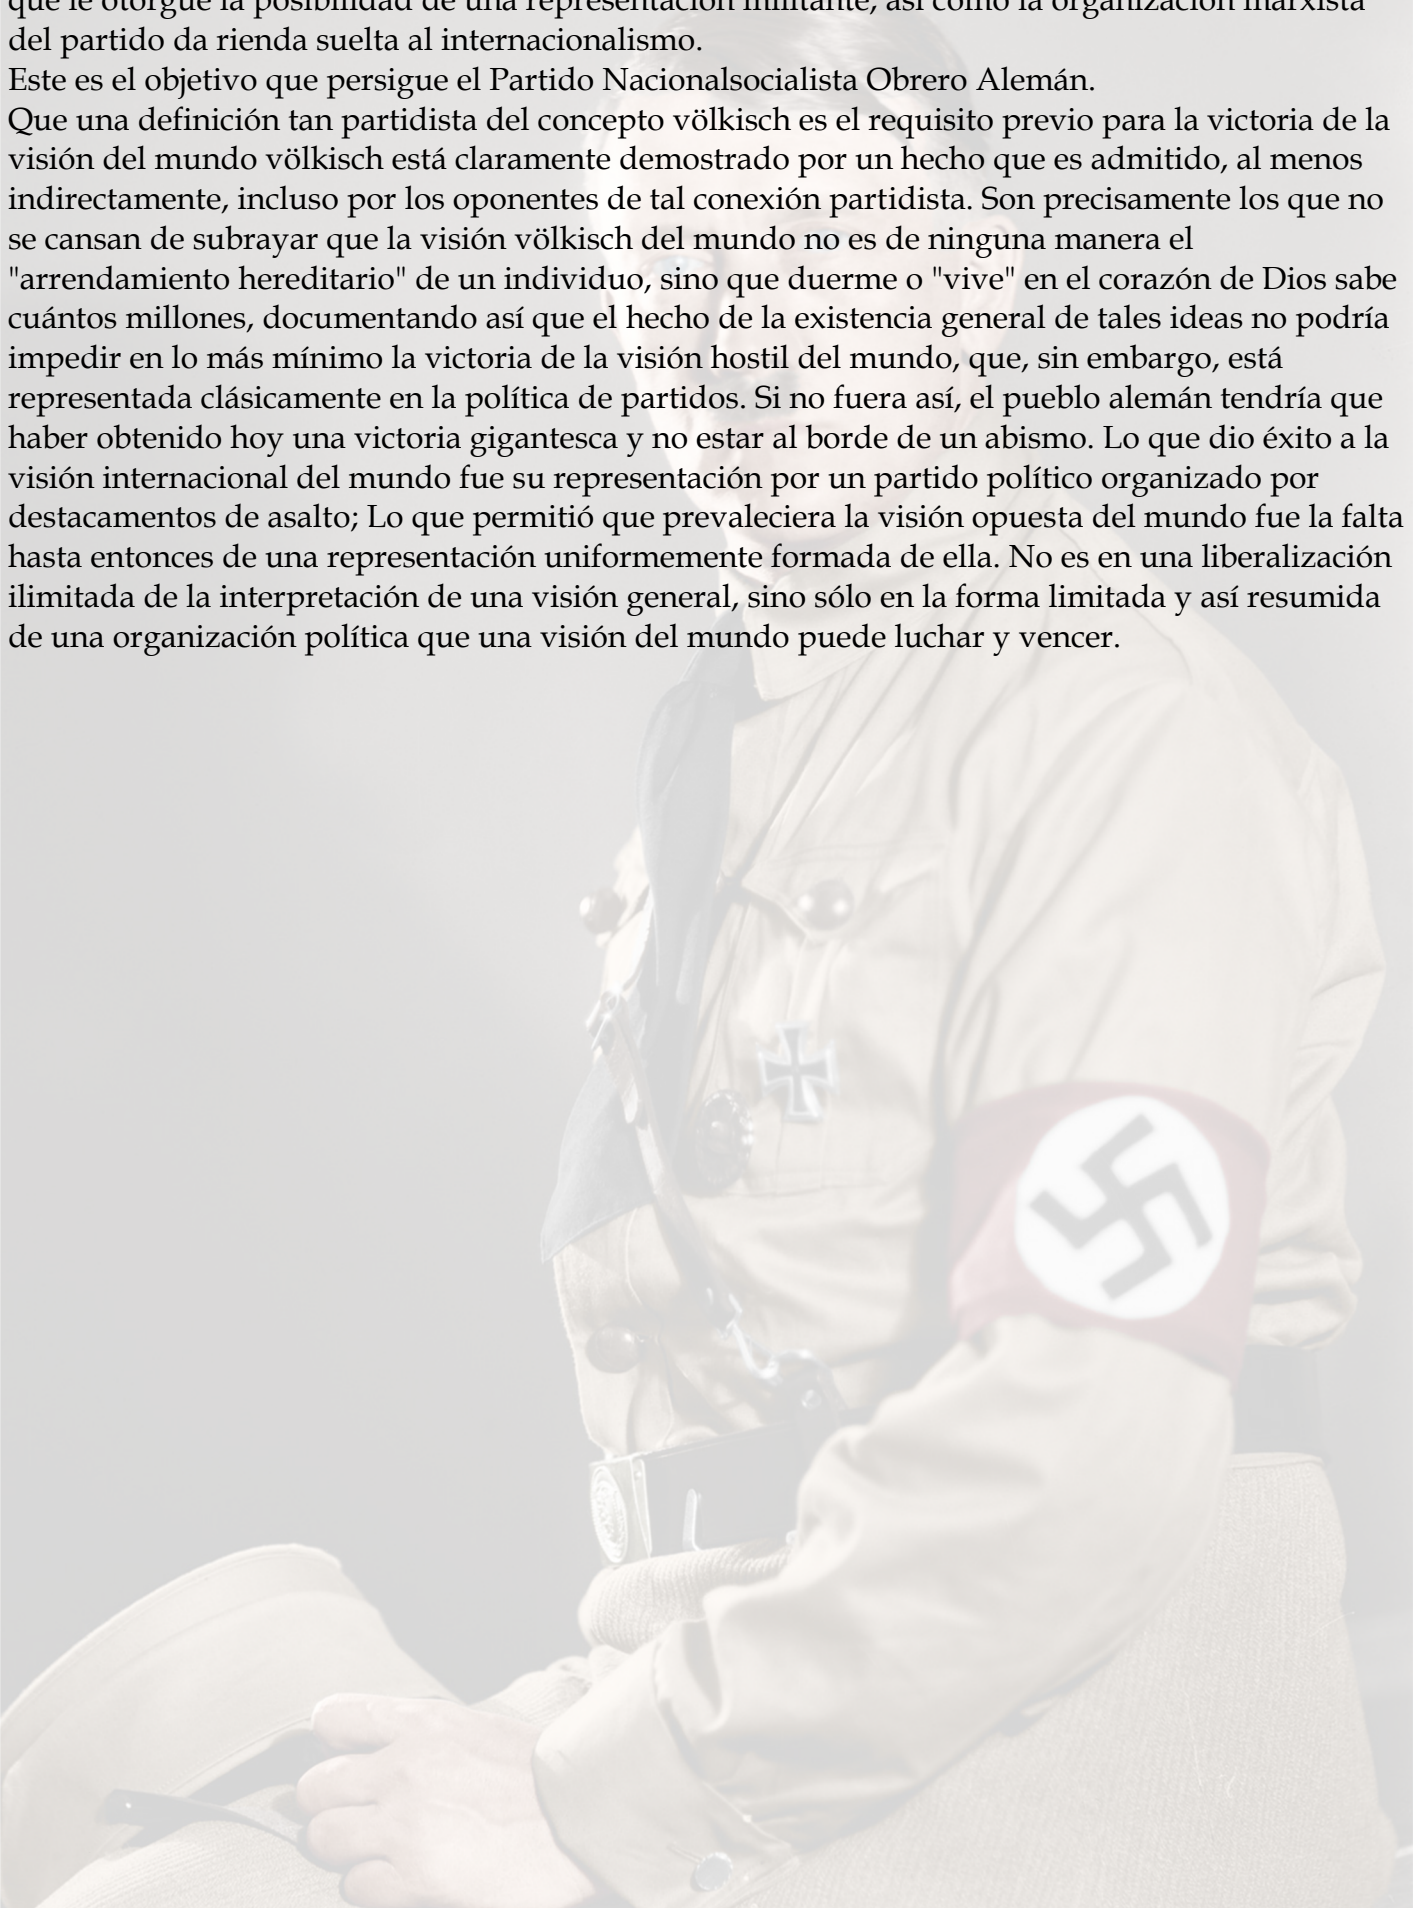 que le otorgue la posibilidad de una representación militante, así como la organización marxista
del partido da rienda suelta al internacionalismo.
Este es el objetivo que persigue el Partido Nacionalsocialista Obrero Alemán.
Que una definición tan partidista del concepto völkisch es el requisito previo para la victoria de la
visión del mundo völkisch está claramente demostrado por un hecho que es admitido, al menos
indirectamente, incluso por los oponentes de tal conexión partidista. Son precisamente los que no
se cansan de subrayar que la visión völkisch del mundo no es de ninguna manera el
"arrendamiento hereditario" de un individuo, sino que duerme o "vive" en el corazón de Dios sabe
cuántos millones, documentando así que el hecho de la existencia general de tales ideas no podría
impedir en lo más mínimo la victoria de la visión hostil del mundo, que, sin embargo, está
representada clásicamente en la política de partidos. Si no fuera así, el pueblo alemán tendría que
haber obtenido hoy una victoria gigantesca y no estar al borde de un abismo. Lo que dio éxito a la
visión internacional del mundo fue su representación por un partido político organizado por
destacamentos de asalto; Lo que permitió que prevaleciera la visión opuesta del mundo fue la falta
hasta entonces de una representación uniformemente formada de ella. No es en una liberalización
ilimitada de la interpretación de una visión general, sino sólo en la forma limitada y así resumida
de una organización política que una visión del mundo puede luchar y vencer.